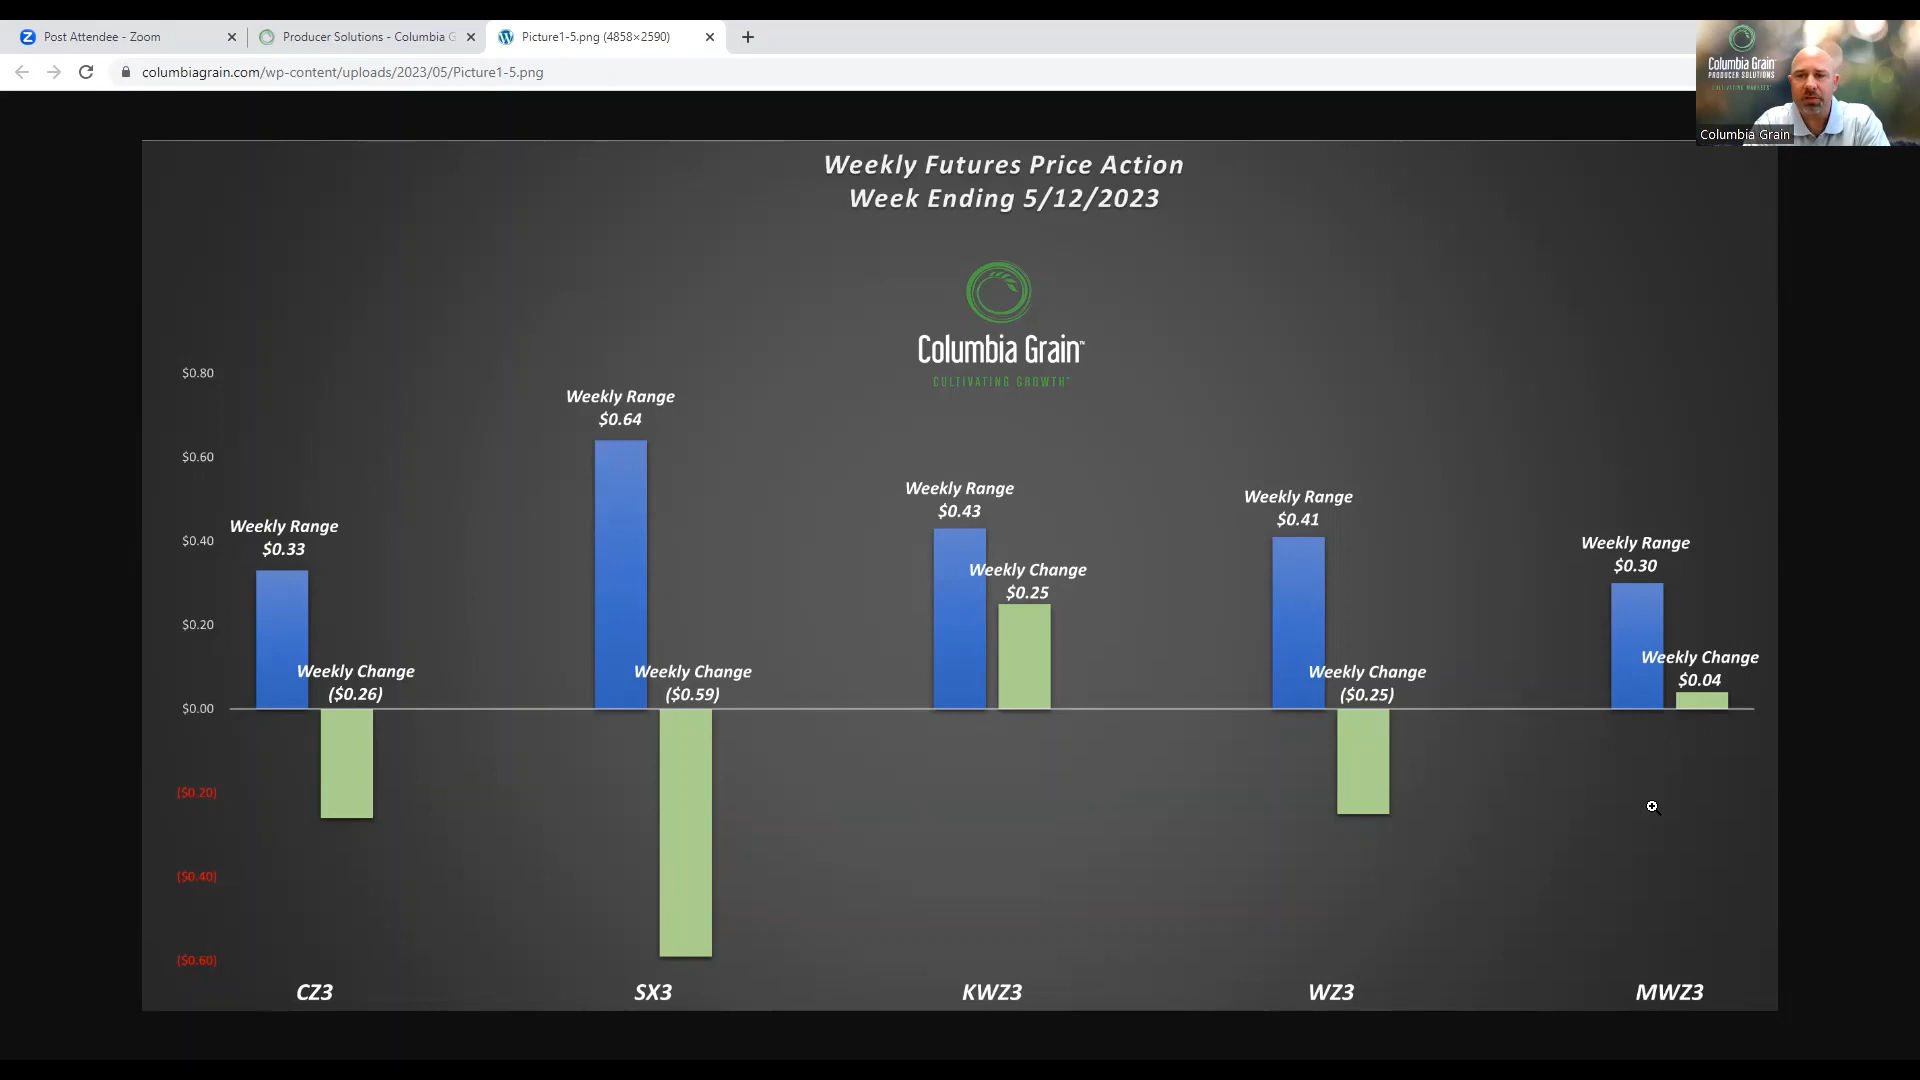 Post Attendee - Zoom
Producer Solutions - Columbia G
Picture1-5.png (4858×2590)
columbiagrain.com/wp-content/uploads/2023/05/Picture1-5.png
Columbia Grain
PRODUCER SOLUTIONS
CULTIVATING MARKETS
Columbia Grain
Weekly Futures Price Action
Week Ending 5/12/2023
Columbia Grain™
CULTIVATING GROWTH
$0.80
$0.60
$0.40
$0.20
$0.00
($0.20)
($0.40)
($0.60)
Weekly Range
$0.33
Weekly Change
($0.26)
Weekly Range
$0.64
Weekly Change
($0.59)
Weekly Range
$0.43
Weekly Change
$0.25
Weekly Range
$0.41
Weekly Change
($0.25)
Weekly Range
$0.30
Weekly Change
$0.04
CZ3
SX3
KWZ3
WZ3
MWZ3